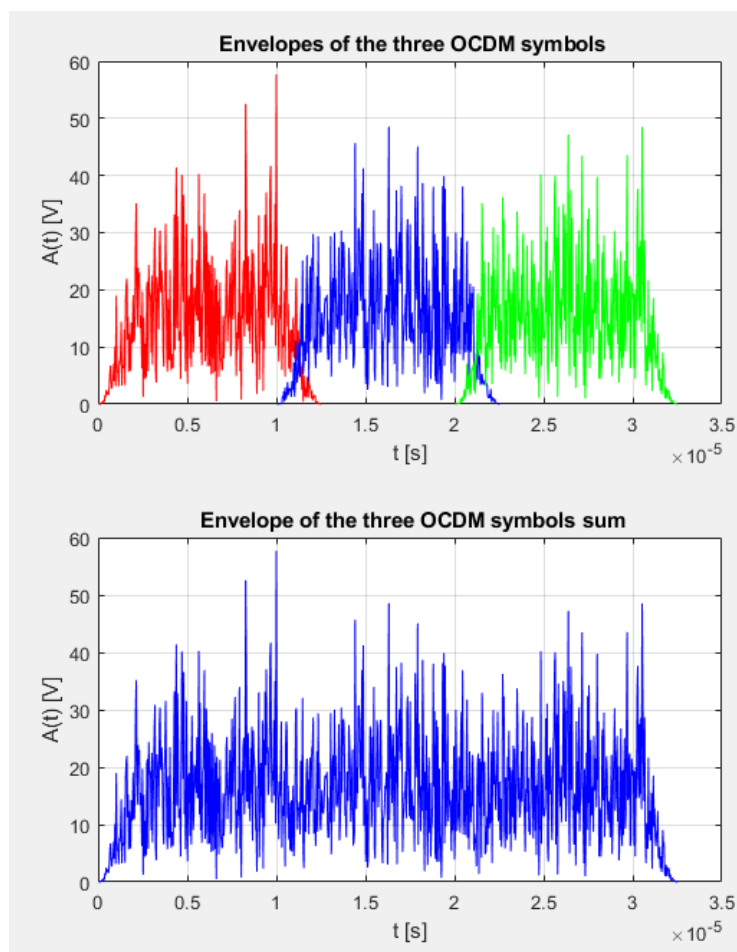 Envelopes of the three OCDM symbols
60
50
40
30
20
10
0
A(t) [V]
0 0.5 1 1.5 2 2.5 3 3.5
t [s]
×10⁻⁵
Envelope of the three OCDM symbols sum
60
50
40
30
20
10
0
A(t) [V]
0 0.5 1 1.5 2 2.5 3 3.5
t [s]
×10⁻⁵